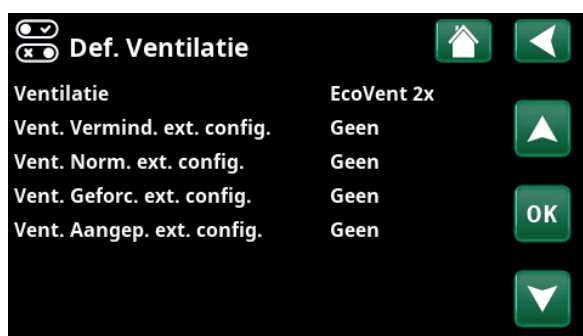 Def. Ventilatie
Ventilatie EcoVent 2x
Vent. Vermind. ext. config. Geen
Vent. Norm. ext. config. Geen
Vent. Geforc. ext. config. Geen
Vent. Aangep. ext. config. Geen
OK